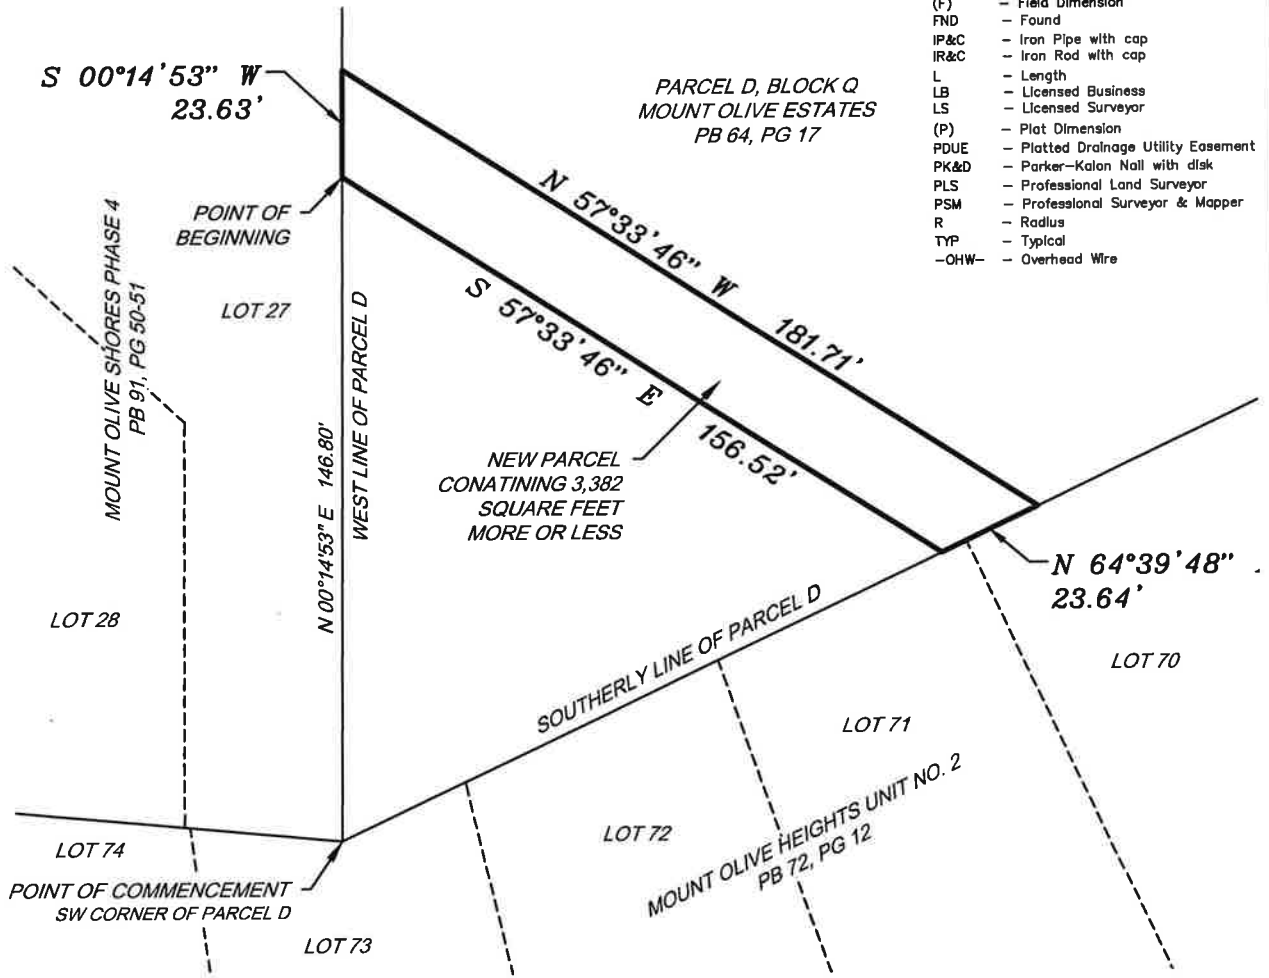 (F) – Field Dimension
FND – Found
IP&C – Iron Pipe with cap
IR&C – Iron Rod with cap
L – Length
LB – Licensed Business
LS – Licensed Surveyor
(P) – Plat Dimension
PDUE – Platted Drainage Utility Easement
PK&D – Parker–Kalon Nail with disk
PLS – Professional Land Surveyor
PSM – Professional Surveyor & Mapper
R – Radius
TYP – Typical
–OHW– – Overhead Wire
S 00°14'53" W
23.63'
PARCEL D, BLOCK Q
MOUNT OLIVE ESTATES
PB 64, PG 17
N 57°33'46" W 181.71'
POINT OF
BEGINNING
MOUNT OLIVE SHORES PHASE 4
PB 91, PG 50-51
LOT 27
WEST LINE OF PARCEL D
N 00°14'53" E 146.80'
S 57°33'46" E 156.52'
NEW PARCEL
CONATINING 3,382
SQUARE FEET
MORE OR LESS
N 64°39'48"
23.64'
LOT 28
SOUTHERLY LINE OF PARCEL D
LOT 70
LOT 71
LOT 72
MOUNT OLIVE HEIGHTS UNIT NO. 2
PB 72, PG 12
LOT 74
POINT OF COMMENCEMENT
SW CORNER OF PARCEL D
LOT 73